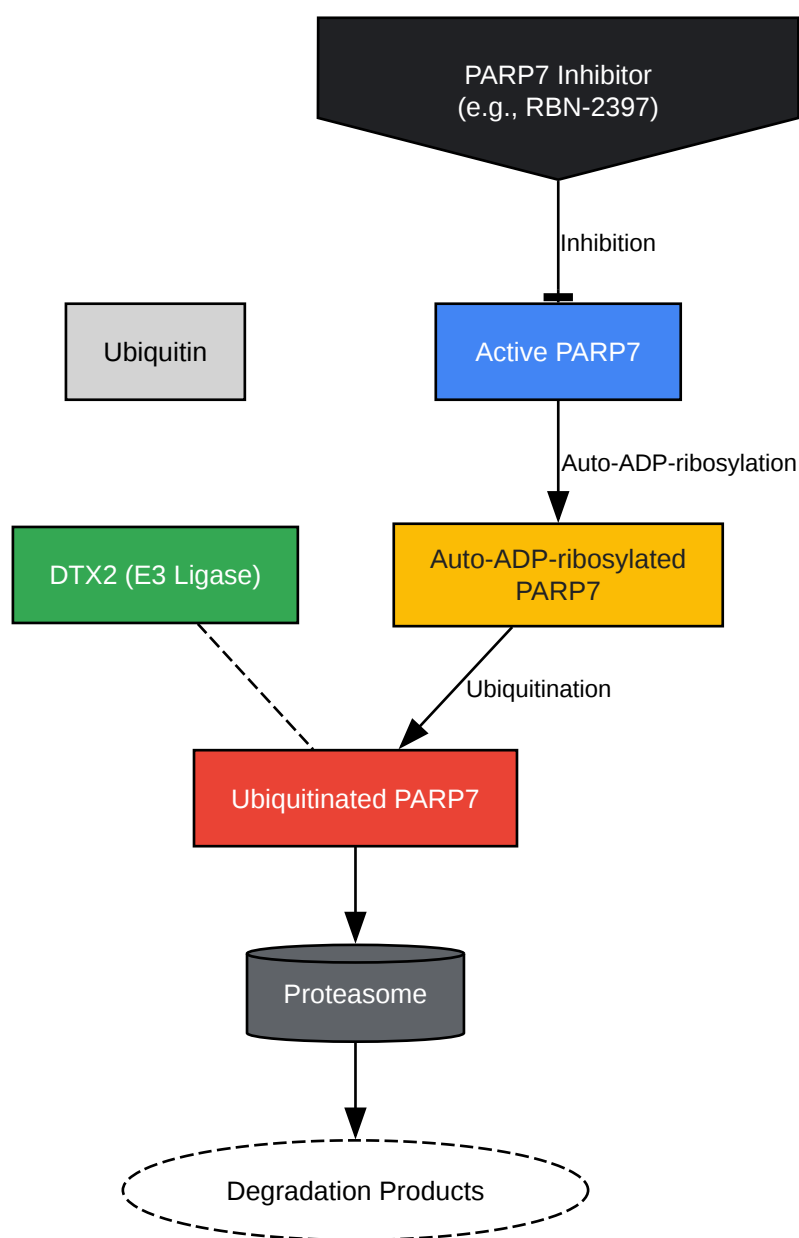 PARP7 Inhibitor
(e.g., RBN-2397)
Inhibition
Ubiquitin
Active PARP7
Auto-ADP-ribosylation
DTX2 (E3 Ligase)
Auto-ADP-ribosylated
PARP7
Ubiquitination
Ubiquitinated PARP7
Proteasome
Degradation Products